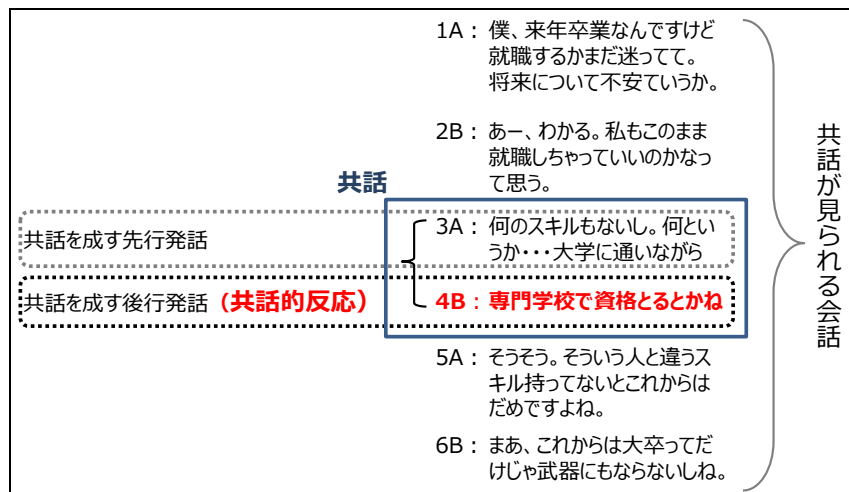 1A：僕、来年卒業なんですけど
就職するかまだ迷ってて。
将来について不安ていうか。
2B：あー、わかる。私もこのまま
就職しちゃっていいのかなっ
て思う。
共話
共話を成す先行発話
3A：何のスキルもないし。何とい
うか・・・大学に通いながら
共話を成す後行発話（共話的反応）
4B：専門学校で資格とるとかね
5A：そうそう。そういう人と違うス
キル持ってないとこれからは
だめですよね。
6B：まあ、これからは大卒ってだ
けじゃ武器にもならないしね。
共話が見られる会話